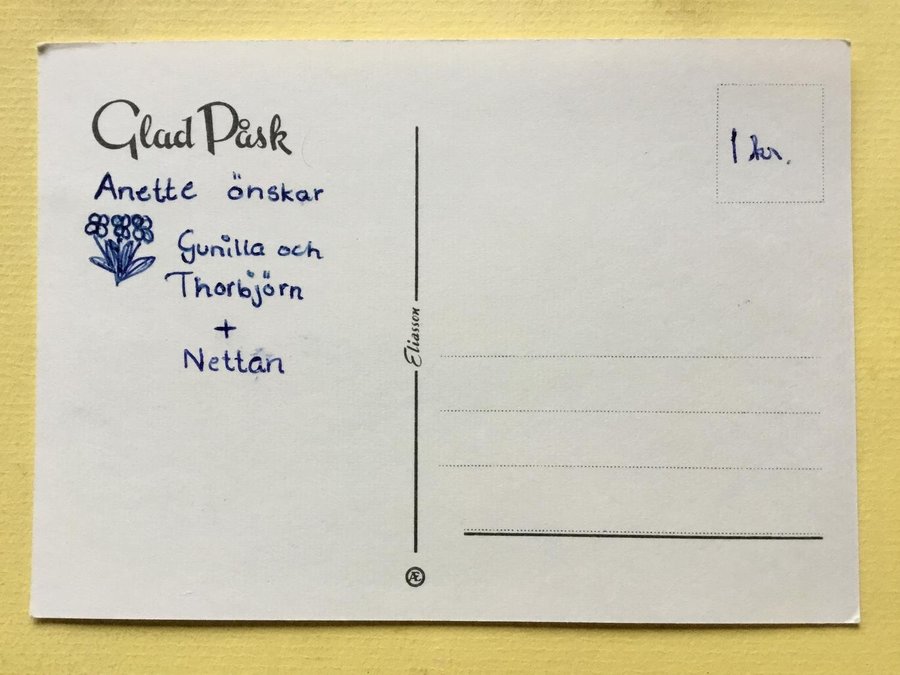 Glad Påsk
Anette önskar
Gunilla och
Thorbjörn
+
Nettan
Eliasson
Æ
1 kr.